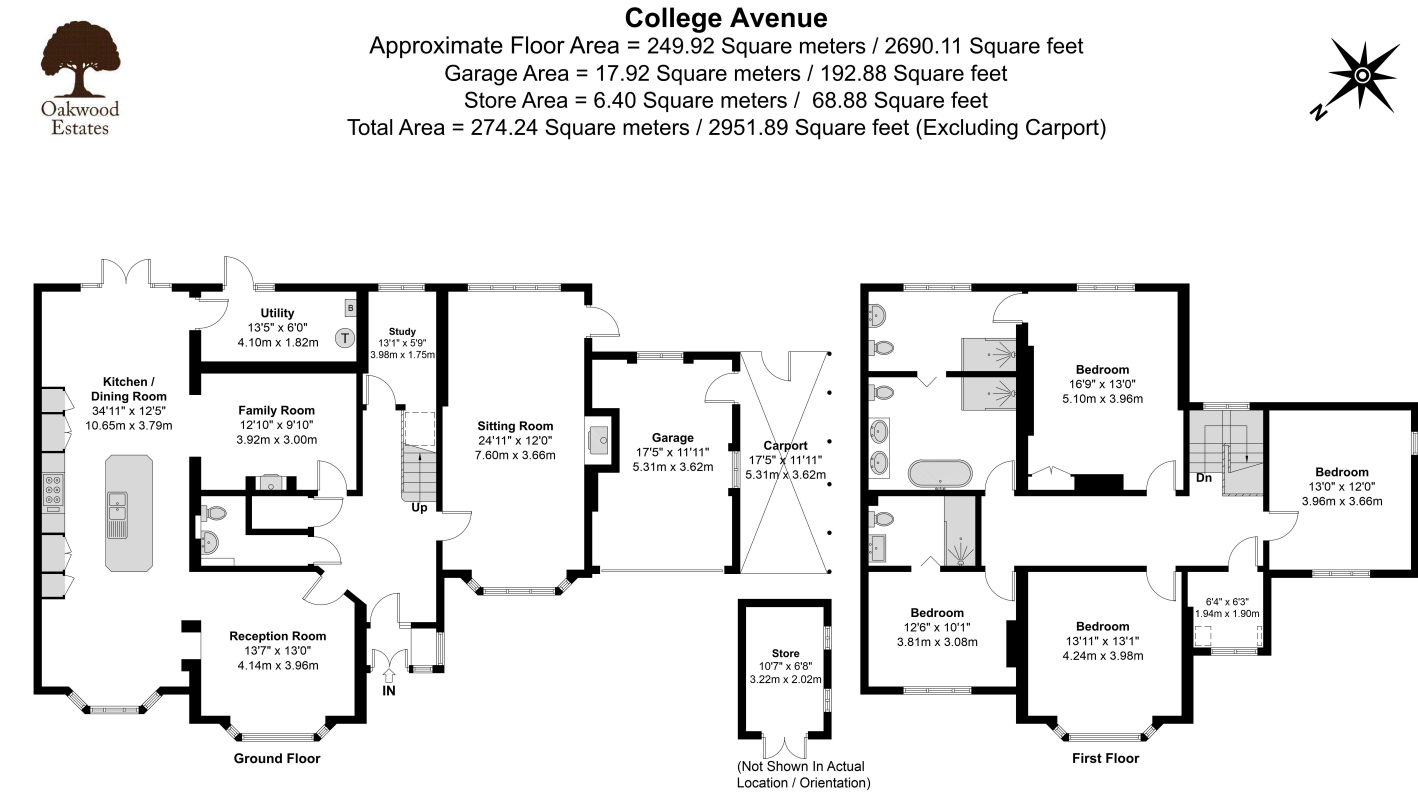 College Avenue
Approximate Floor Area = 249.92 Square meters / 2690.11 Square feet
Garage Area = 17.92 Square meters / 192.88 Square feet
Store Area = 6.40 Square meters / 68.88 Square feet
Total Area = 274.24 Square meters / 2951.89 Square feet (Excluding Carport)
Oakwood
Estates
N
Utility
13'5" x 6'0"
4.10m x 1.82m
B
T
Study
13'1" x 5'9"
3.98m x 1.75m
Kitchen /
Dining Room
34'11" x 12'5"
10.65m x 3.79m
Family Room
12'10" x 9'10"
3.92m x 3.00m
Sitting Room
24'11" x 12'0"
7.60m x 3.66m
Garage
17'5" x 11'11"
5.31m x 3.62m
Carport
17'5" x 11'11"
5.31m x 3.62m
Up
Reception Room
13'7" x 13'0"
4.14m x 3.96m
IN
Ground Floor
Store
10'7" x 6'8"
3.22m x 2.02m
(Not Shown In Actual
Location / Orientation)
Bedroom
16'9" x 13'0"
5.10m x 3.96m
Dn
Bedroom
13'0" x 12'0"
3.96m x 3.66m
Bedroom
12'6" x 10'1"
3.81m x 3.08m
Bedroom
13'11" x 13'1"
4.24m x 3.98m
6'4" x 6'3"
1.94m x 1.90m
First Floor